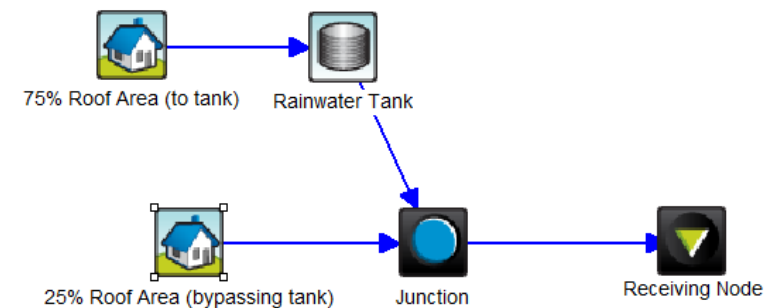 75% Roof Area (to tank)
Rainwater Tank
25% Roof Area (bypassing tank)
Junction
Receiving Node